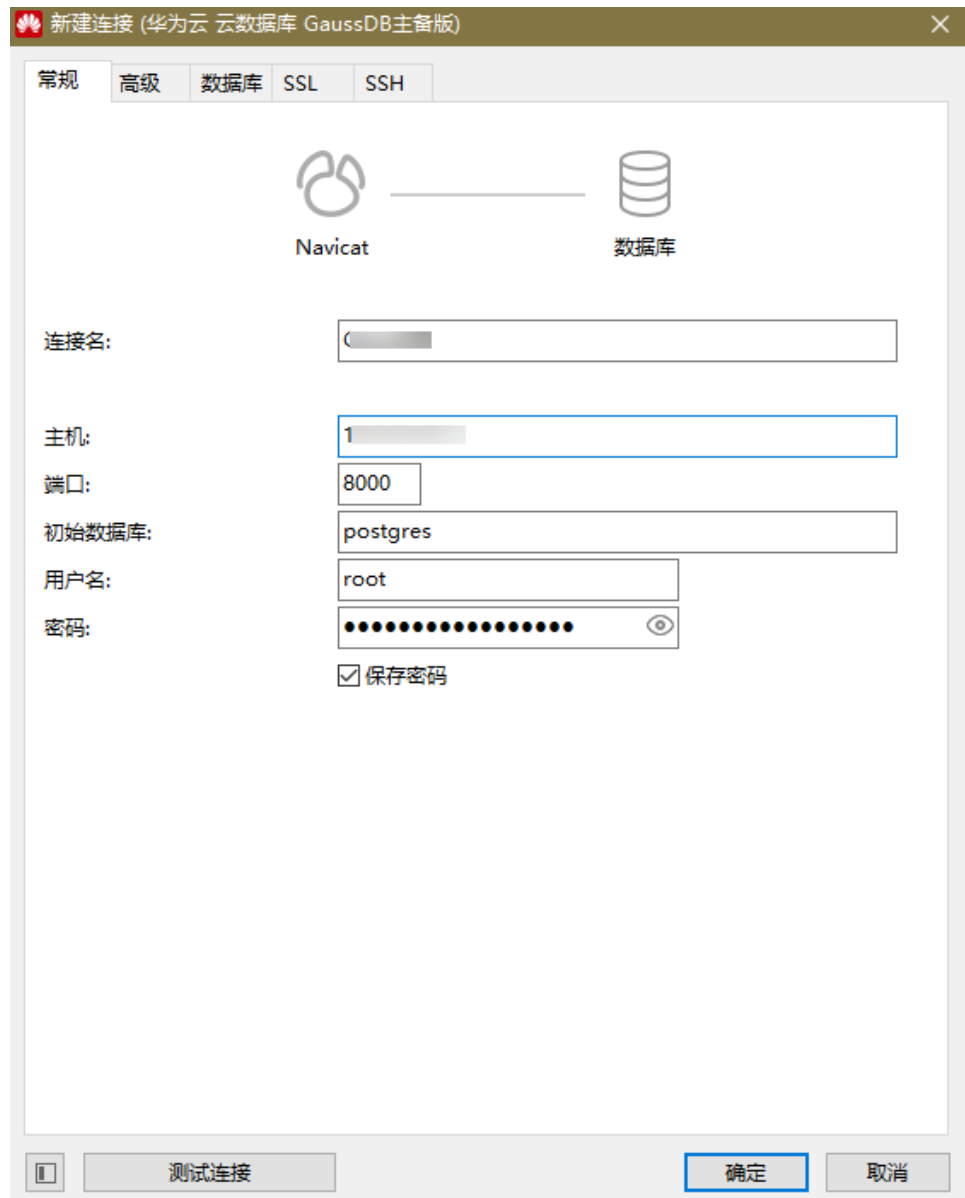 新建连接 (华为云 云数据库 GaussDB主备版)
常规 高级 数据库 SSL SSH
Navicat 数据库
连接名:
主机: 1
端口: 8000
初始数据库: postgres
用户名: root
密码: •••••••••••••••••
保存密码
测试连接 确定 取消